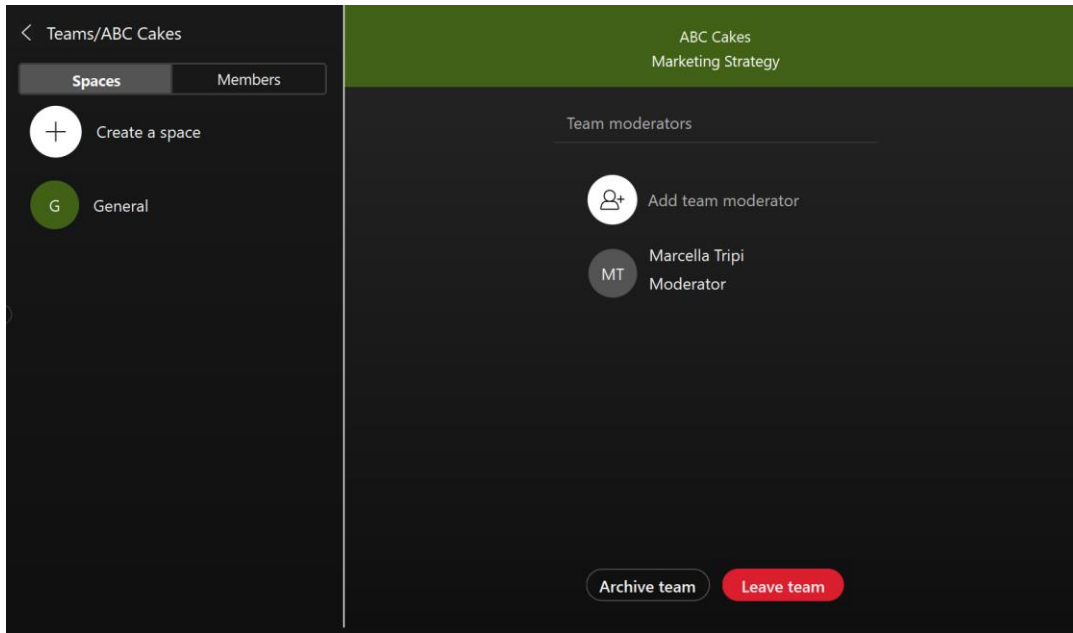 Teams/ABC Cakes
Spaces
Members
Create a space
G
General
ABC Cakes
Marketing Strategy
Team moderators
Add team moderator
MT
Marcella Tripi
Moderator
Archive team
Leave team